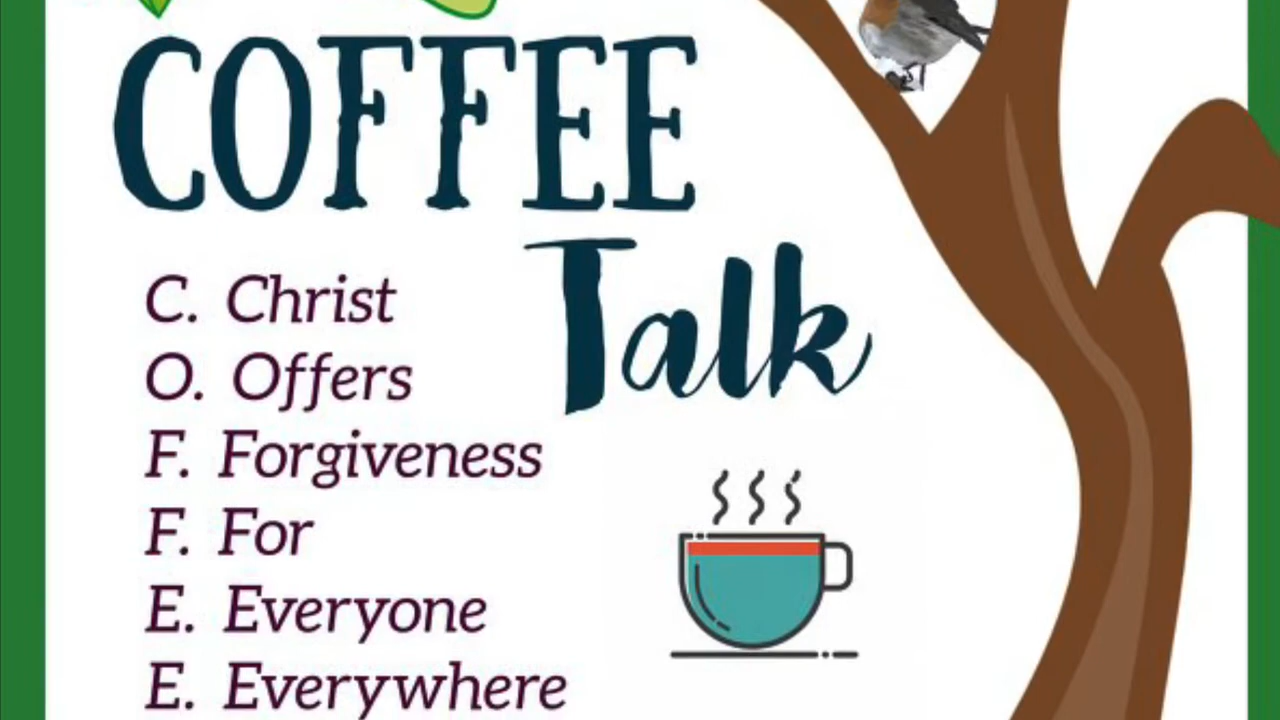 COFFEE
Talk
C. Christ
O. Offers
F. Forgiveness
F. For
E. Everyone
E. Everywhere